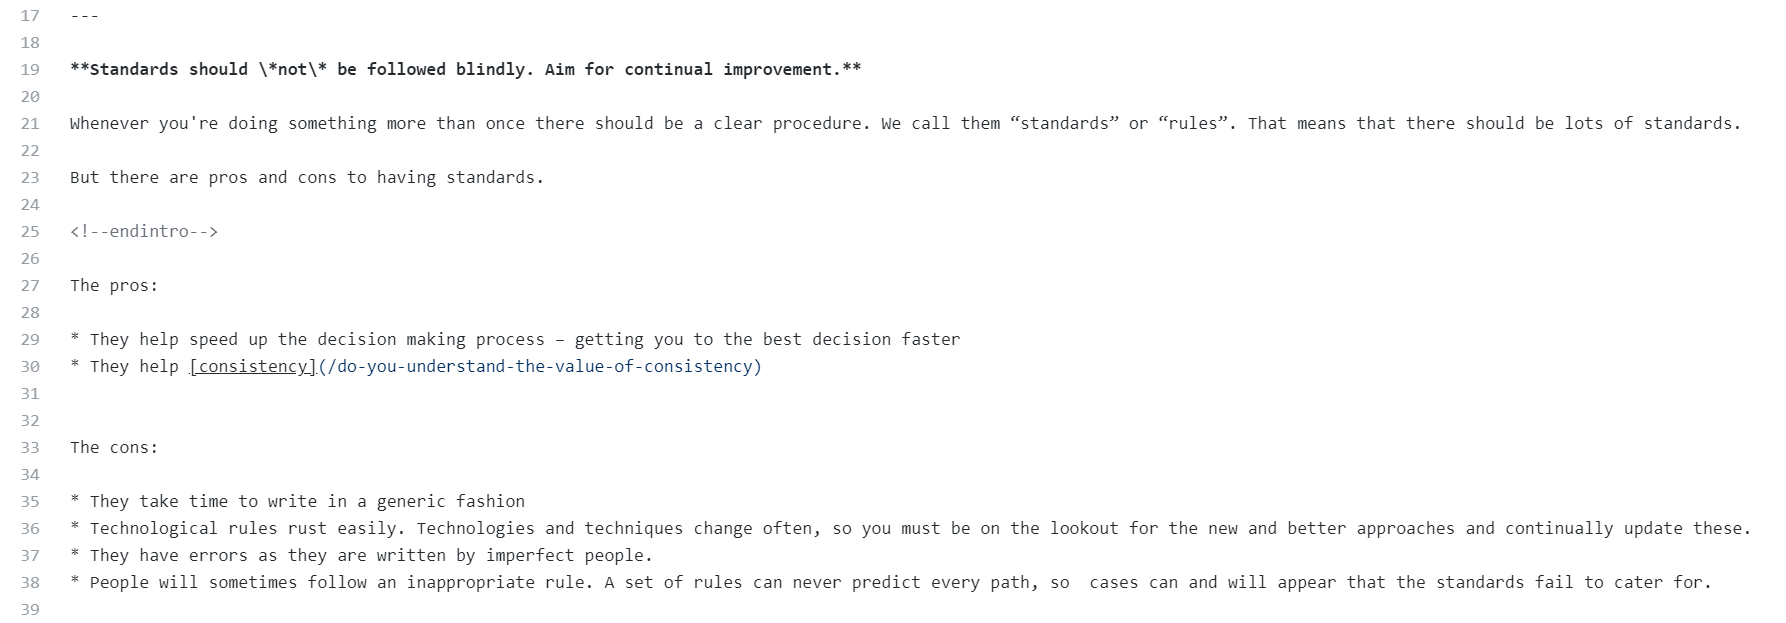 17 ---
18
19 **Standards should \*not\* be followed blindly. Aim for continual improvement.**
20
21 Whenever you're doing something more than once there should be a clear procedure. We call them “standards” or “rules”. That means that there should be lots of standards.
22
23 But there are pros and cons to having standards.
24
25 <!--endintro-->
26
27 The pros:
28
29 * They help speed up the decision making process – getting you to the best decision faster
30 * They help [consistency](/do-you-understand-the-value-of-consistency)
31
32
33 The cons:
34
35 * They take time to write in a generic fashion
36 * Technological rules rust easily. Technologies and techniques change often, so you must be on the lookout for the new and better approaches and continually update these.
37 * They have errors as they are written by imperfect people.
38 * People will sometimes follow an inappropriate rule. A set of rules can never predict every path, so  cases can and will appear that the standards fail to cater for.
39